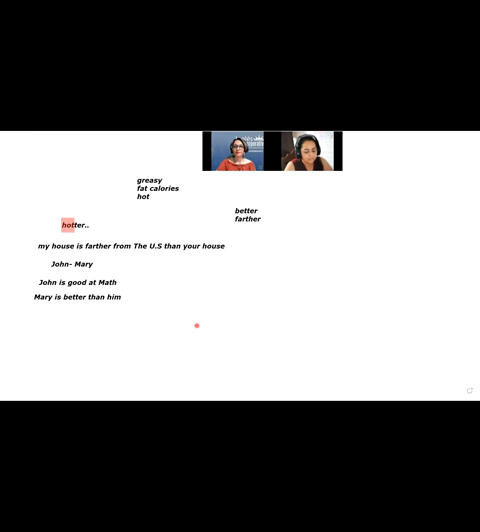 greasy
fat calories
hot
better
farther
hotter..
my house is farther from The U.S than your house
John- Mary
John is good at Math
Mary is better than him